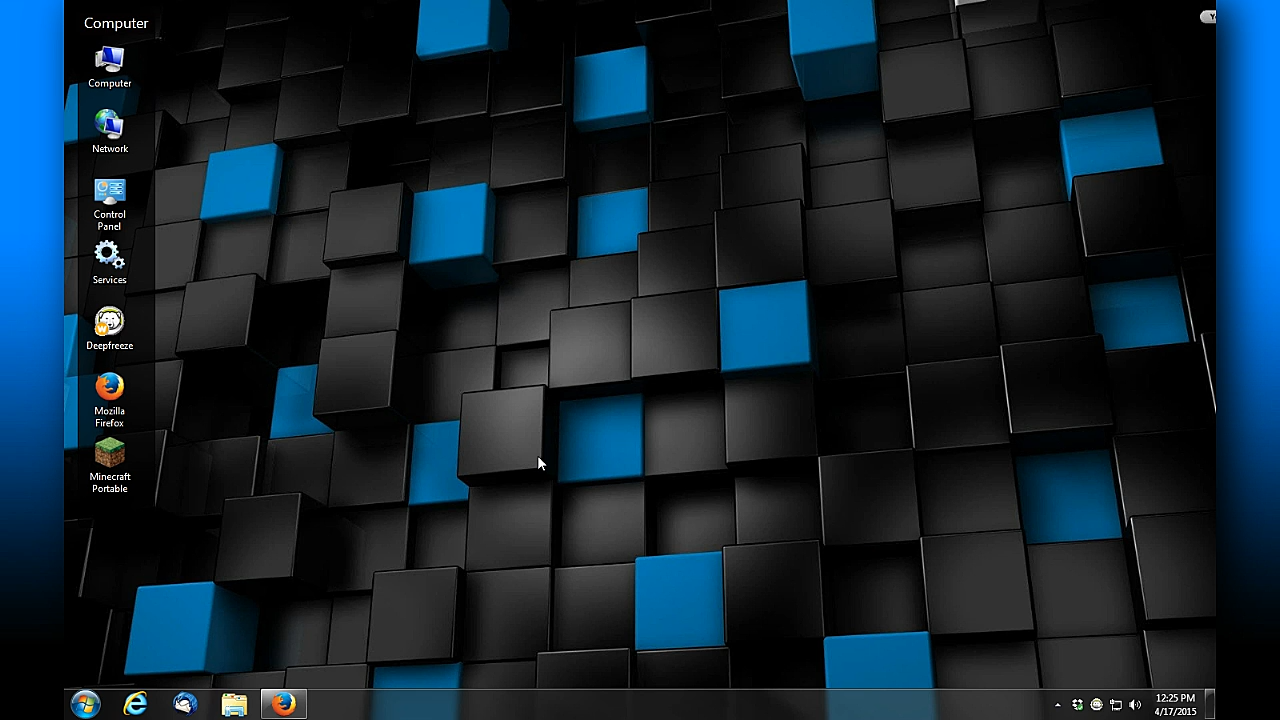 Computer
Computer
Network
Control
Panel
Services
Deepfreeze
Mozilla
Firefox
Minecraft
Portable
12:25 PM
4/17/2015